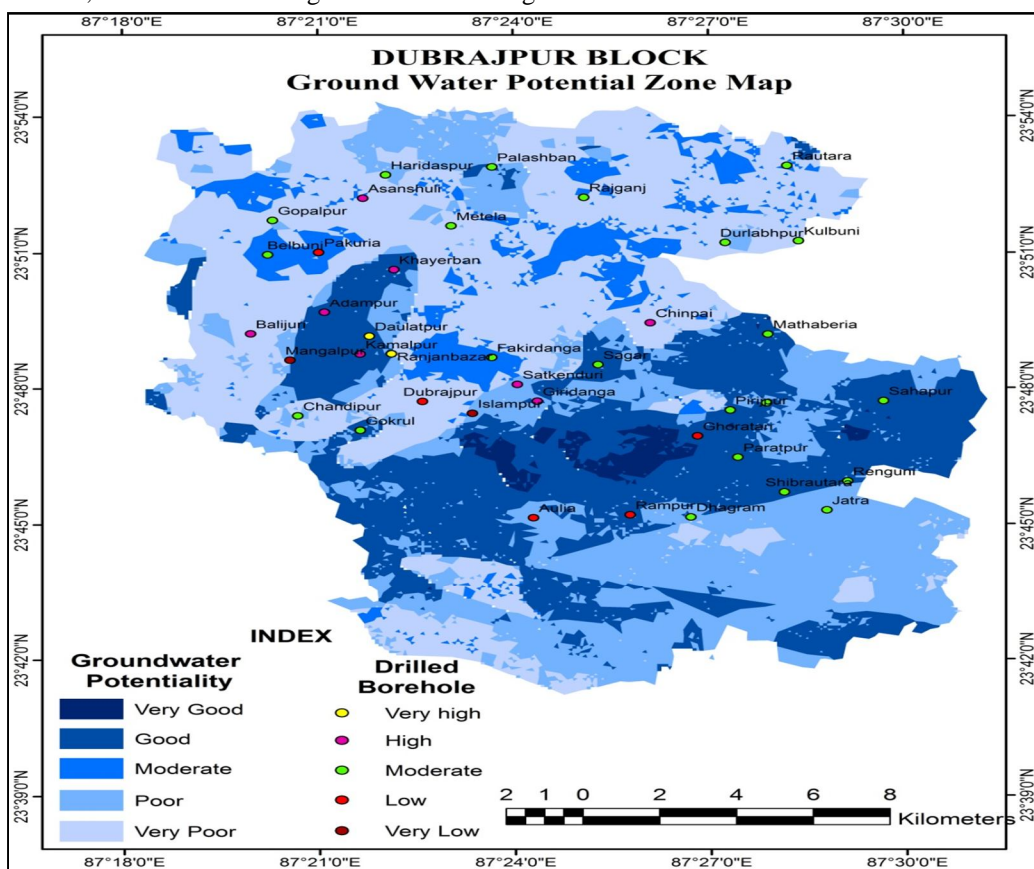 87°18'0"E 87°21'0"E 87°24'0"E 87°27'0"E 87°30'0"E
DUBRAJPUR BLOCK
Ground Water Potential Zone Map
23°54'0"N 23°54'0"N
Palashban
Haridaspur
Rautara
Asanshuli
Rajganj
Gopalpur
Metela
Durlabhpur Kulbuni
Belbuni Pakuria
23°51'0"N 23°51'0"N
Khayerban
Adampur
Chinpai
Balijuri
Daulatpur
Mathaberia
Kamalpur
Mangalpur
Ranjanbazar
Fakirdanga
Sagar
Satkenduri
23°48'0"N 23°48'0"N
Dubrajpur
Islampur
Giridanga
Sahapur
Chandipur
Piripur
Gokrul
Paratpur
Renguni
Shibrautara
Jatra
Aulia
Rampur
Dhagram
23°45'0"N 23°45'0"N
INDEX
Groundwater
Potentiality
Very Good
Good
Moderate
Poor
Very Poor
Drilled
Borehole
Very high
High
Moderate
Low
Very Low
23°42'0"N 23°42'0"N
2 1 0 2 4 6 8
Kilometers
23°39'0"N 23°39'0"N
87°18'0"E 87°21'0"E 87°24'0"E 87°27'0"E 87°30'0"E